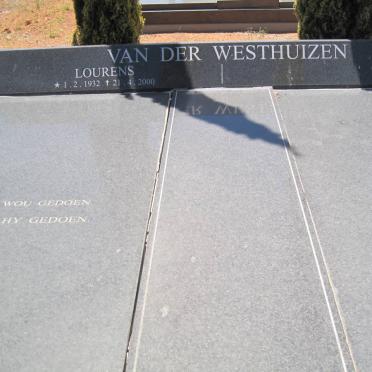 VAN DER WESTHUIZEN
LOURENS
★ 1. 2. 1932 ✝ 21. 4. 2000
WOU GEDOEN
HY GEDOEN.